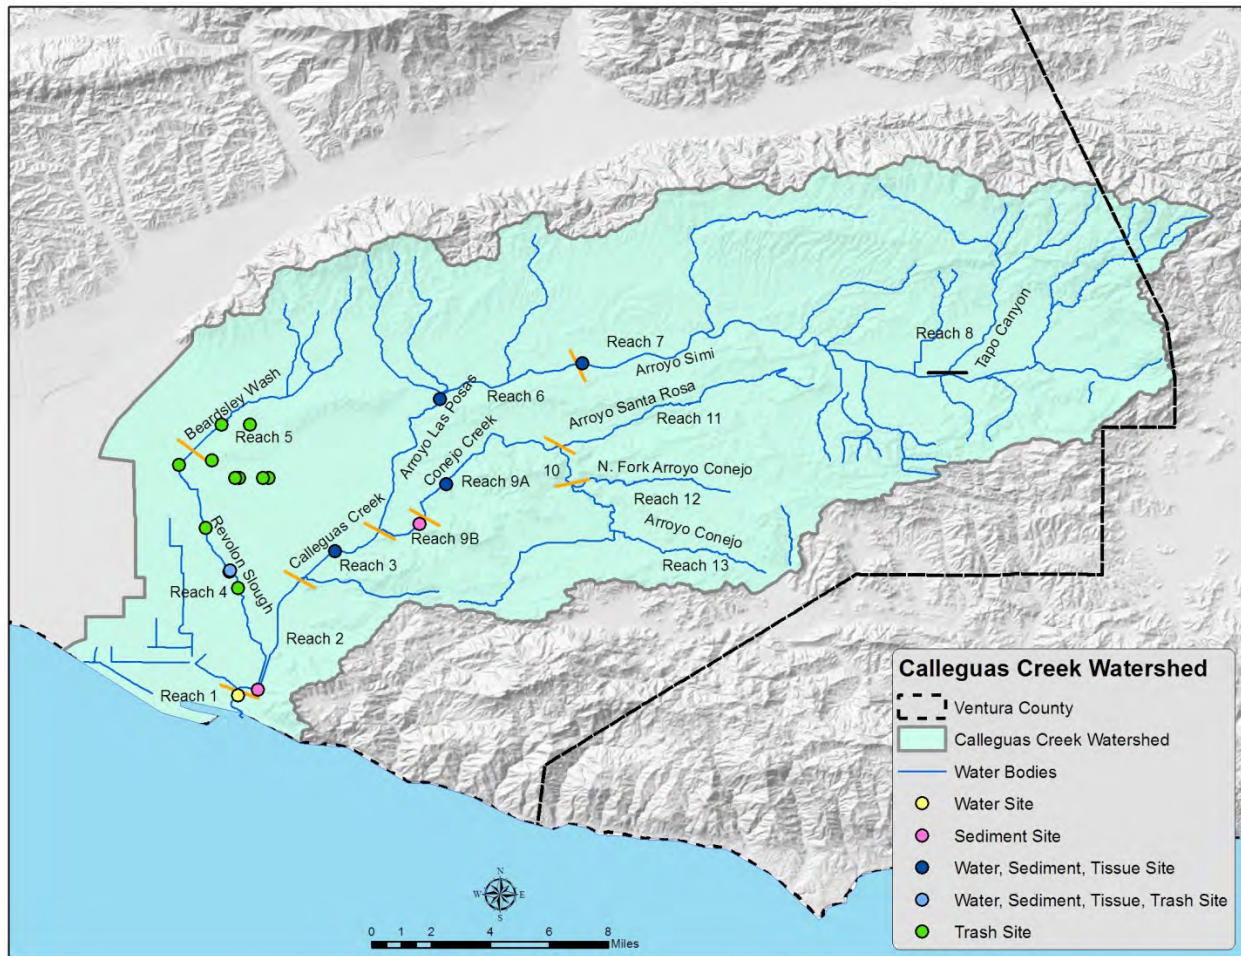 Reach 8
Tapo Canyon
Reach 7
Arroyo Simi
Beardsley Wash
Reach 6
Arroyo Las Posas
Arroyo Santa Rosa
Reach 11
Reach 5
Conejo Creek
10
N. Fork Arroyo Conejo
Reach 9A
Reach 12
Calleguas Creek
Revolon Slough
Reach 9B
Arroyo Conejo
Reach 3
Reach 13
Reach 4
Reach 2
Reach 1
Calleguas Creek Watershed
Ventura County
Calleguas Creek Watershed
Water Bodies
Water Site
Sediment Site
Water, Sediment, Tissue Site
Water, Sediment, Tissue, Trash Site
Trash Site
N
W E
S
0 1 2 4 6 8
Miles